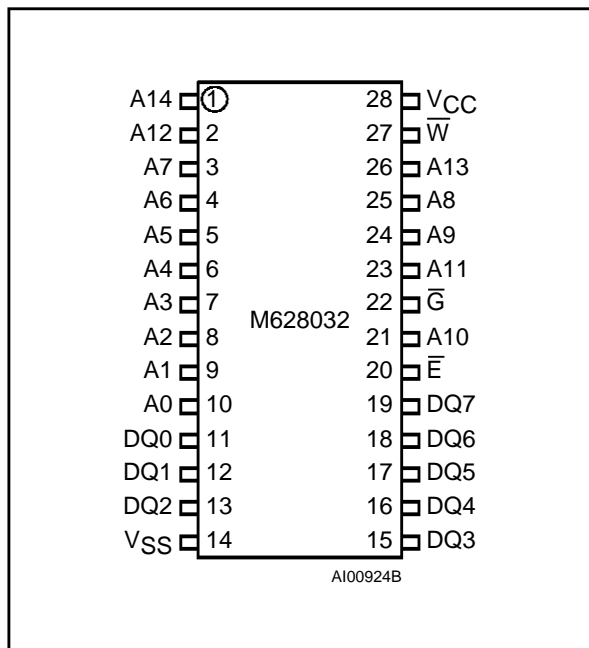 A14 1 28 VCC
A12 2 27 W̅
A7 3 26 A13
A6 4 25 A8
A5 5 24 A9
A4 6 23 A11
A3 7 22 G̅
M628032
A2 8 21 A10
A1 9 20 E̅
A0 10 19 DQ7
DQ0 11 18 DQ6
DQ1 12 17 DQ5
DQ2 13 16 DQ4
VSS 14 15 DQ3
AI00924B